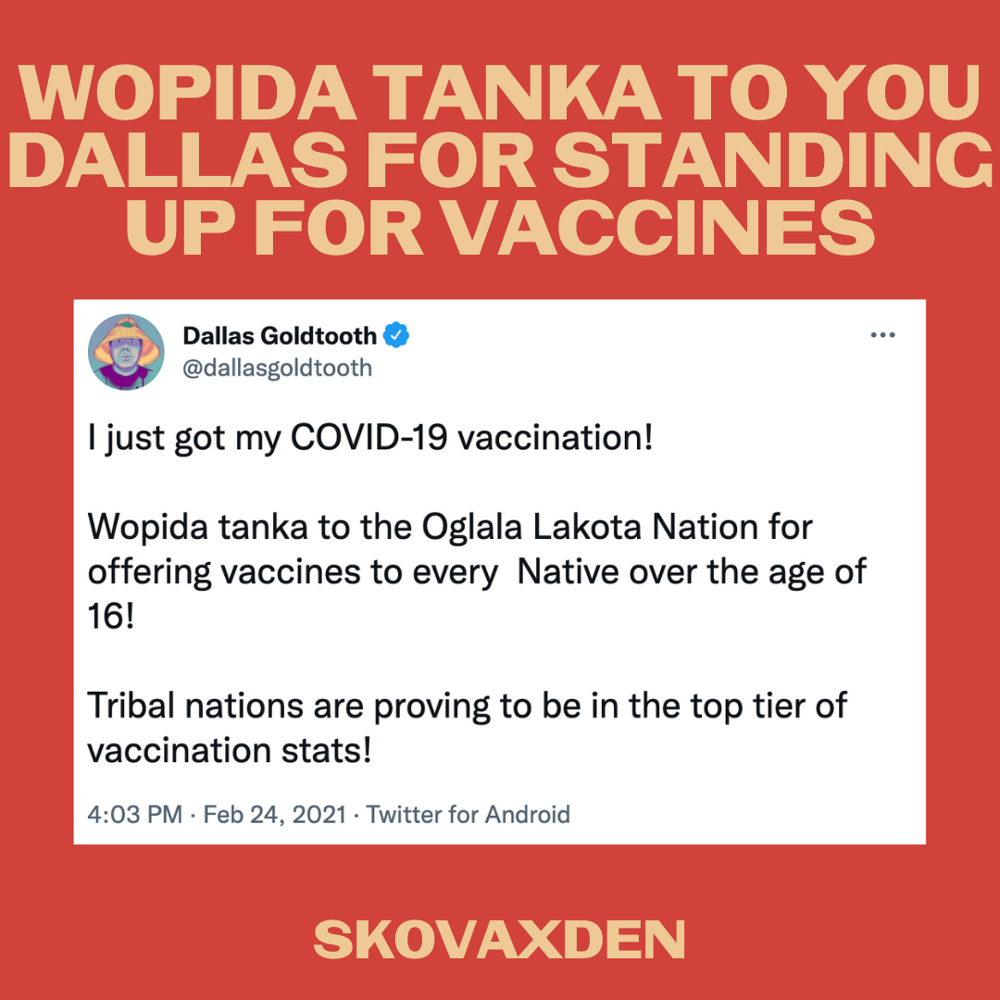 WOPIDA TANKA TO YOU
DALLAS FOR STANDING
UP FOR VACCINES
Dallas Goldtooth
@dallasgoldtooth
I just got my COVID-19 vaccination!
Wopida tanka to the Oglala Lakota Nation for
offering vaccines to every  Native over the age of
16!
Tribal nations are proving to be in the top tier of
vaccination stats!
4:03 PM · Feb 24, 2021 · Twitter for Android
SKOVAXDEN